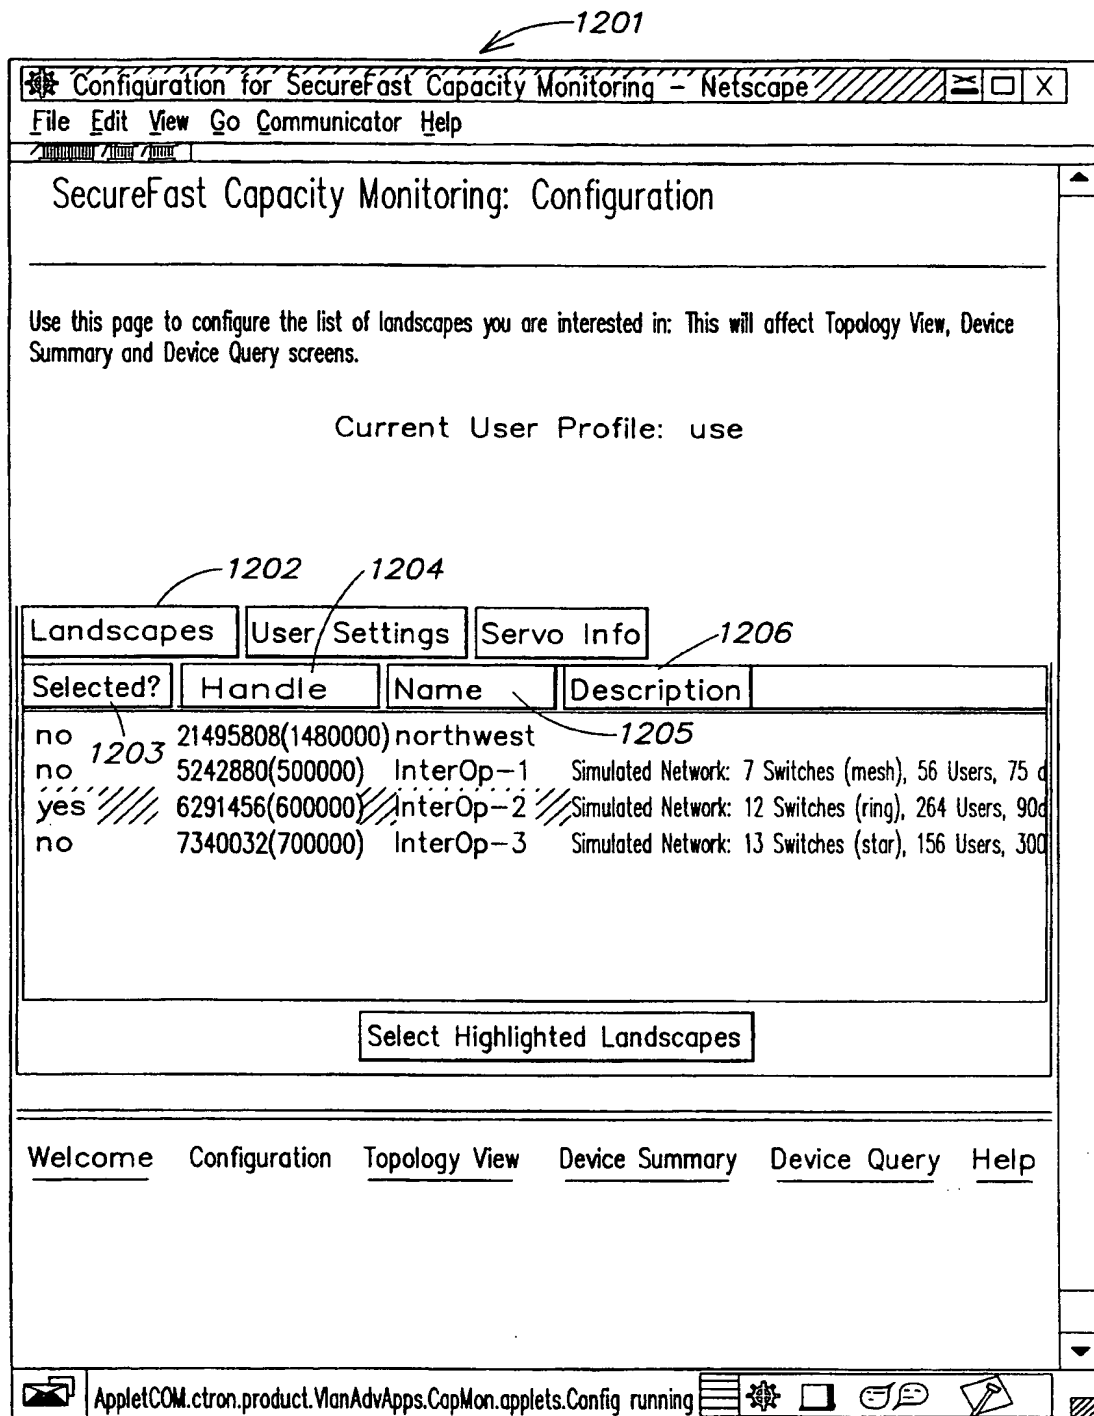 1201
Configuration for SecureFast Capacity Monitoring - Netscape
File Edit View Go Communicator Help
SecureFast Capacity Monitoring: Configuration
Use this page to configure the list of landscapes you are interested in: This will affect Topology View, Device
Summary and Device Query screens.
Current User Profile: use
1202 1204
Landscapes User Settings Servo Info 1206
Selected? Handle Name Description
no 21495808(1480000) northwest 1205
1203
no 5242880(500000) InterOp-1 Simulated Network: 7 Switches (mesh), 56 Users, 75 d
yes 6291456(600000) InterOp-2 Simulated Network: 12 Switches (ring), 264 Users, 90d
no 7340032(700000) InterOp-3 Simulated Network: 13 Switches (star), 156 Users, 300
Select Highlighted Landscapes
Welcome Configuration Topology View Device Summary Device Query Help
AppletCOM.ctron.product.VlanAdvApps.CapMon.applets.Config running